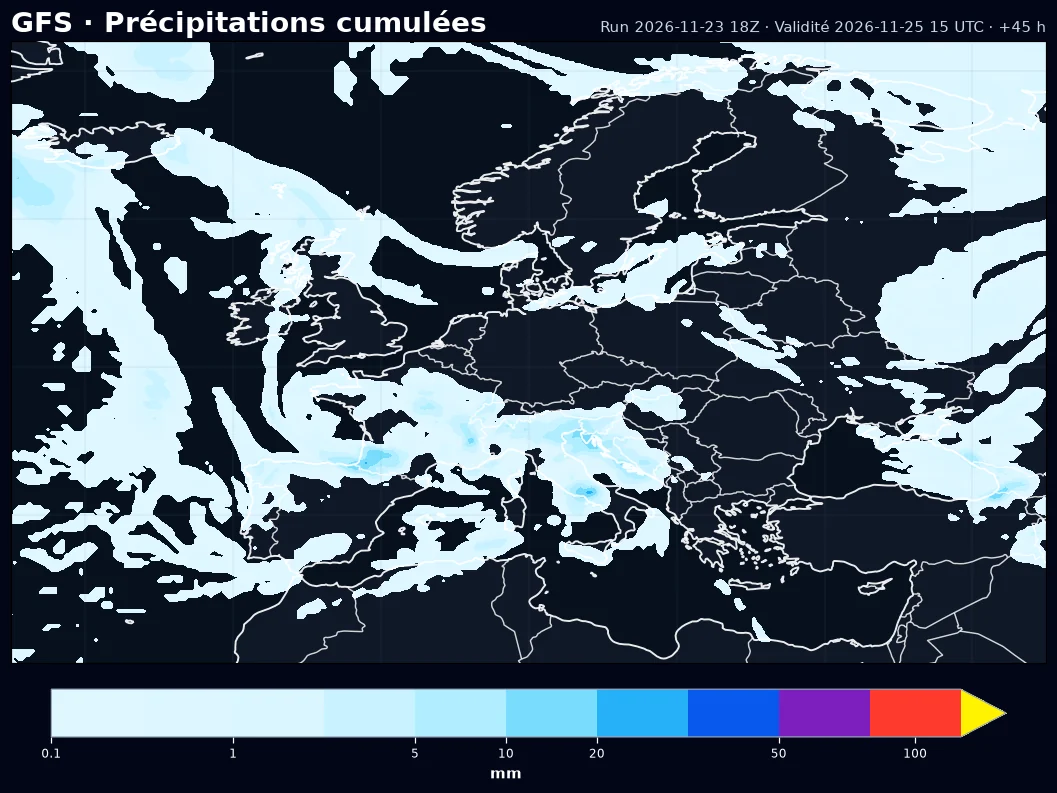 GFS · Précipitations cumulées
Run 2026-11-23 18Z · Validité 2026-11-25 15 UTC · +45 h
0.1 1 5 10 20 50 100
mm